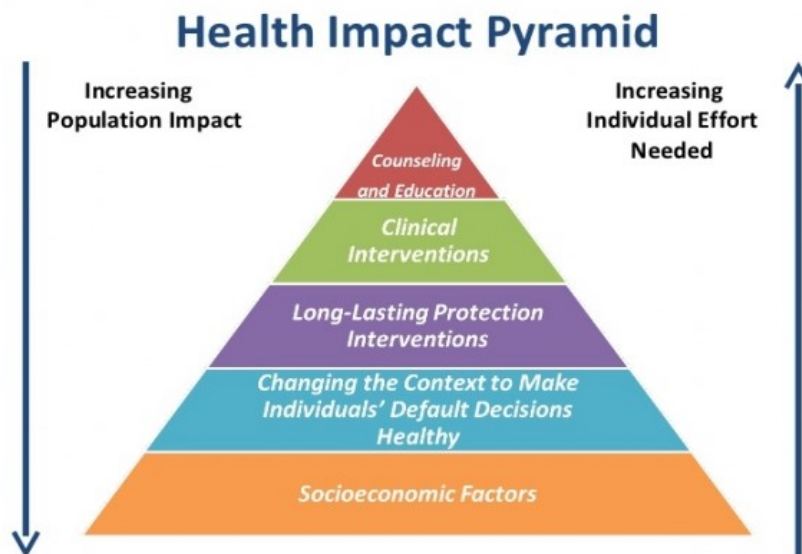 Health Impact Pyramid
Increasing
Population Impact
Increasing
Individual Effort
Needed
Counseling
and Education
Clinical
Interventions
Long-Lasting Protection
Interventions
Changing the Context to Make
Individuals’ Default Decisions
Healthy
Socioeconomic Factors